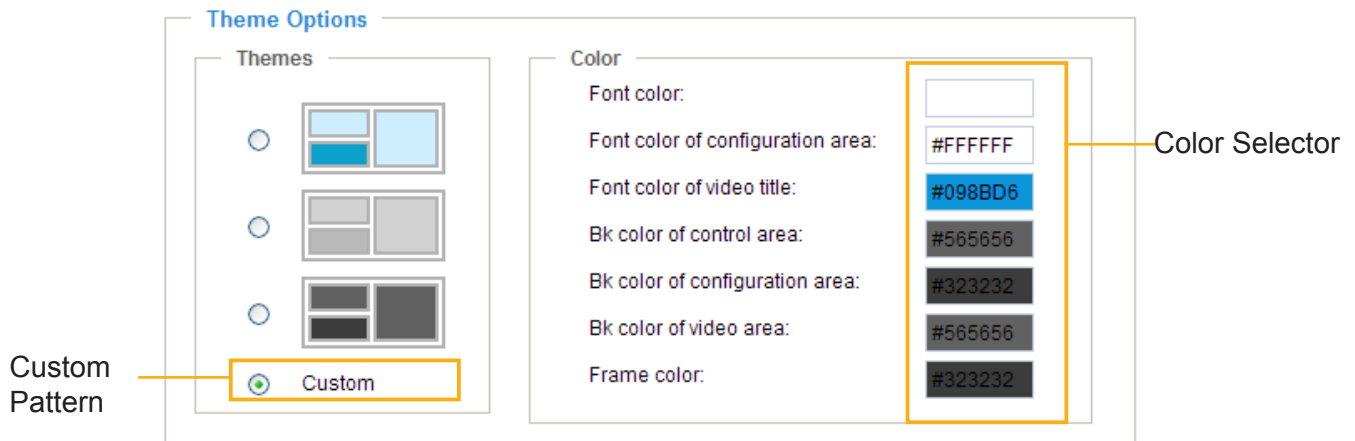 Theme Options
Themes
Custom
Color
Font color:
Font color of configuration area: #FFFFFF
Font color of video title: #098BD6
Bk color of control area: #565656
Bk color of configuration area: #323232
Bk color of video area: #565656
Frame color: #323232
Color Selector
Custom
Pattern